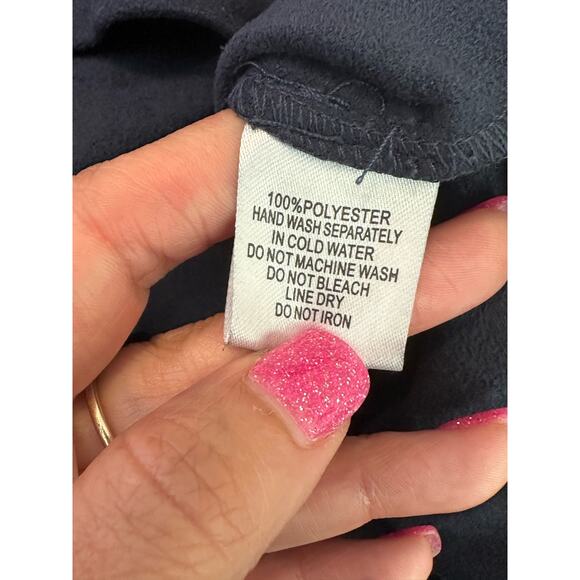 100%POLYESTER
HAND WASH SEPARATELY
IN COLD WATER
DO NOT MACHINE WASH
DO NOT BLEACH
LINE DRY
DO NOT IRON